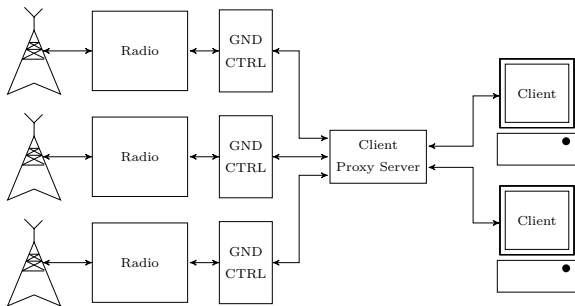 Radio
GND
CTRL
Radio
GND
CTRL
Radio
GND
CTRL
Client
Proxy Server
Client
Client